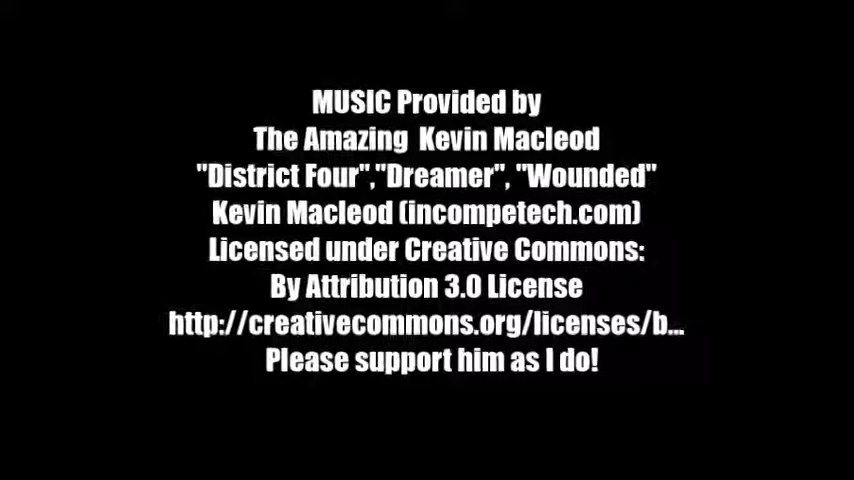 MUSIC Provided by
The Amazing  Kevin Macleod
"District Four","Dreamer", "Wounded"
Kevin Macleod (incompetech.com)
Licensed under Creative Commons:
By Attribution 3.0 License
http://creativecommons.org/licenses/b...
Please support him as I do!